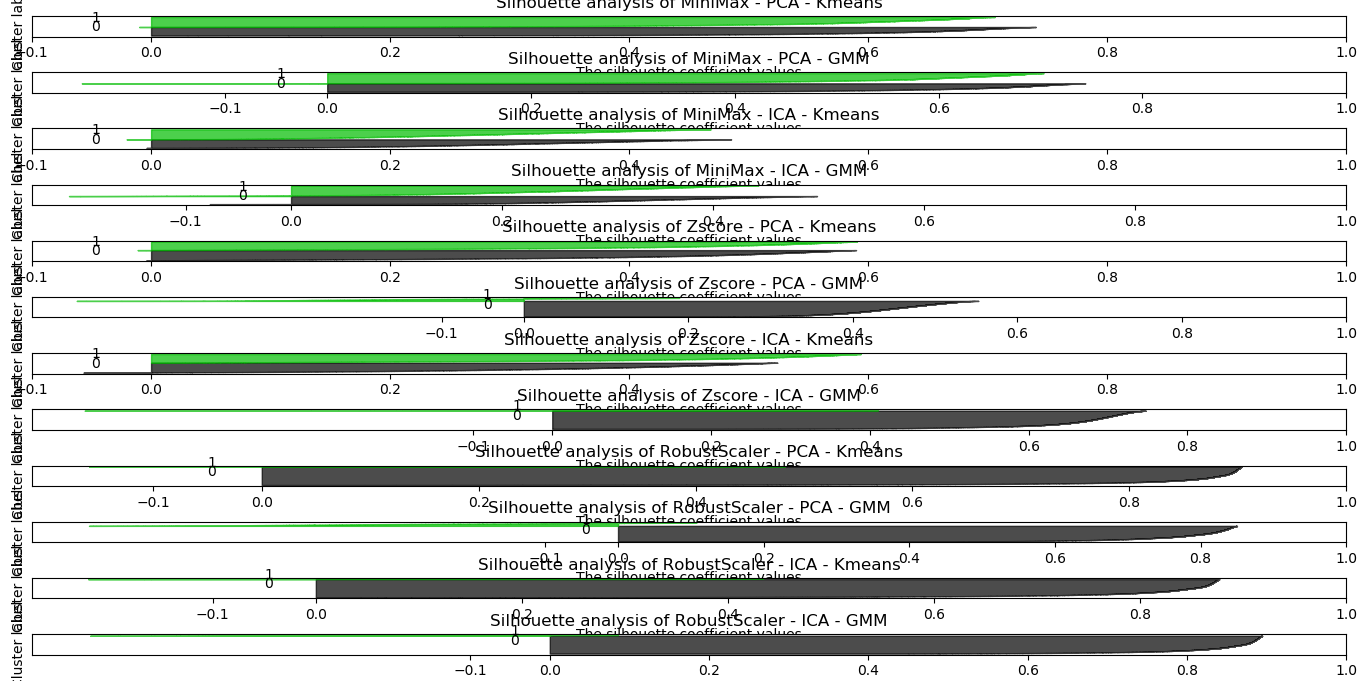 Silhouette analysis of MiniMax - PCA - Kmeans
1
0
Cluster label
−0.1 0.0 0.2 0.4 0.6 0.8 1.0
Silhouette analysis of MiniMax - PCA - GMM
The silhouette coefficient values
1
0
Cluster label
−0.1 0.0 0.2 0.4 0.6 0.8 1.0
Silhouette analysis of MiniMax - ICA - Kmeans
The silhouette coefficient values
1
0
Cluster label
−0.1 0.0 0.2 0.4 0.6 0.8 1.0
Silhouette analysis of MiniMax - ICA - GMM
The silhouette coefficient values
1
0
Cluster label
−0.1 0.0 0.2 0.4 0.6 0.8 1.0
Silhouette analysis of Zscore - PCA - Kmeans
The silhouette coefficient values
1
0
Cluster label
−0.1 0.0 0.2 0.4 0.6 0.8 1.0
Silhouette analysis of Zscore - PCA - GMM
The silhouette coefficient values
1
0
Cluster label
−0.1 0.0 0.2 0.4 0.6 0.8 1.0
Silhouette analysis of Zscore - ICA - Kmeans
The silhouette coefficient values
1
0
Cluster label
−0.1 0.0 0.2 0.4 0.6 0.8 1.0
Silhouette analysis of Zscore - ICA - GMM
The silhouette coefficient values
1
0
Cluster label
−0.1 0.0 0.2 0.4 0.6 0.8 1.0
Silhouette analysis of RobustScaler - PCA - Kmeans
The silhouette coefficient values
1
0
Cluster label
−0.1 0.0 0.2 0.4 0.6 0.8 1.0
Silhouette analysis of RobustScaler - PCA - GMM
The silhouette coefficient values
1
0
Cluster label
−0.1 0.0 0.2 0.4 0.6 0.8 1.0
Silhouette analysis of RobustScaler - ICA - Kmeans
The silhouette coefficient values
1
0
Cluster label
−0.1 0.0 0.2 0.4 0.6 0.8 1.0
Silhouette analysis of RobustScaler - ICA - GMM
The silhouette coefficient values
1
0
Cluster label
−0.1 0.0 0.2 0.4 0.6 0.8 1.0